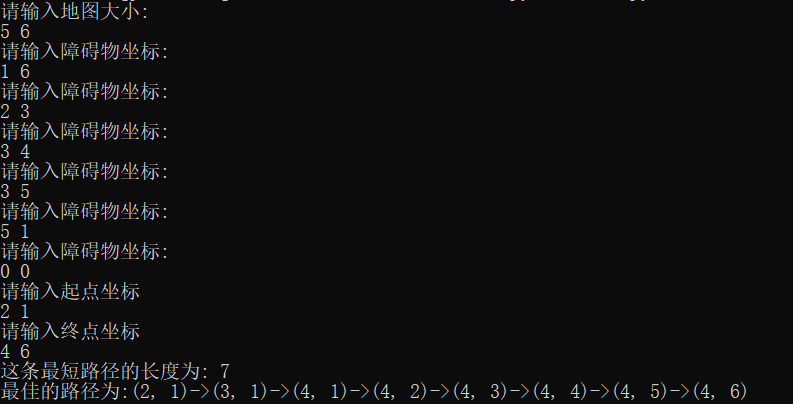 请输入地图大小:
5 6
请输入障碍物坐标:
1 6
请输入障碍物坐标:
2 3
请输入障碍物坐标:
3 4
请输入障碍物坐标:
3 5
请输入障碍物坐标:
5 1
请输入障碍物坐标:
0 0
请输入起点坐标
2 1
请输入终点坐标
4 6
这条最短路径的长度为: 7
最佳的路径为:(2, 1)->(3, 1)->(4, 1)->(4, 2)->(4, 3)->(4, 4)->(4, 5)->(4, 6)